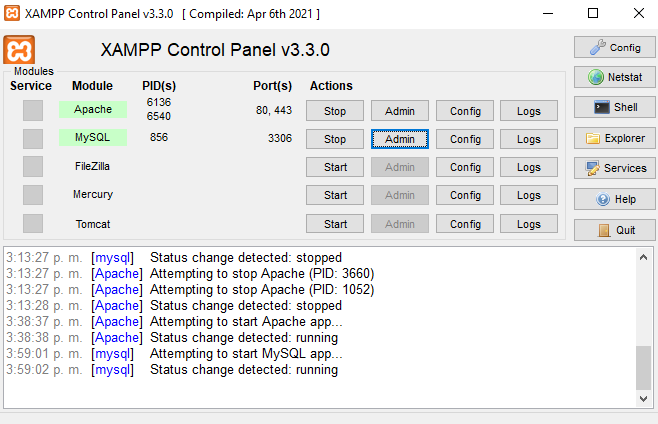 XAMPP Control Panel v3.3.0 [ Compiled: Apr 6th 2021 ]
XAMPP Control Panel v3.3.0
Config
Modules
Service Module PID(s) Port(s) Actions
Netstat
Apache 6136 6540 80, 443 Stop Admin Config Logs
Shell
MySQL 856 3306 Stop Admin Config Logs
Explorer
FileZilla Start Admin Config Logs
Services
Mercury Start Admin Config Logs
Help
Tomcat Start Admin Config Logs
Quit
3:13:27 p. m. [mysql] Status change detected: stopped
3:13:27 p. m. [Apache] Attempting to stop Apache (PID: 3660)
3:13:27 p. m. [Apache] Attempting to stop Apache (PID: 1052)
3:13:28 p. m. [Apache] Status change detected: stopped
3:38:37 p. m. [Apache] Attempting to start Apache app...
3:38:38 p. m. [Apache] Status change detected: running
3:59:01 p. m. [mysql] Attempting to start MySQL app...
3:59:02 p. m. [mysql] Status change detected: running